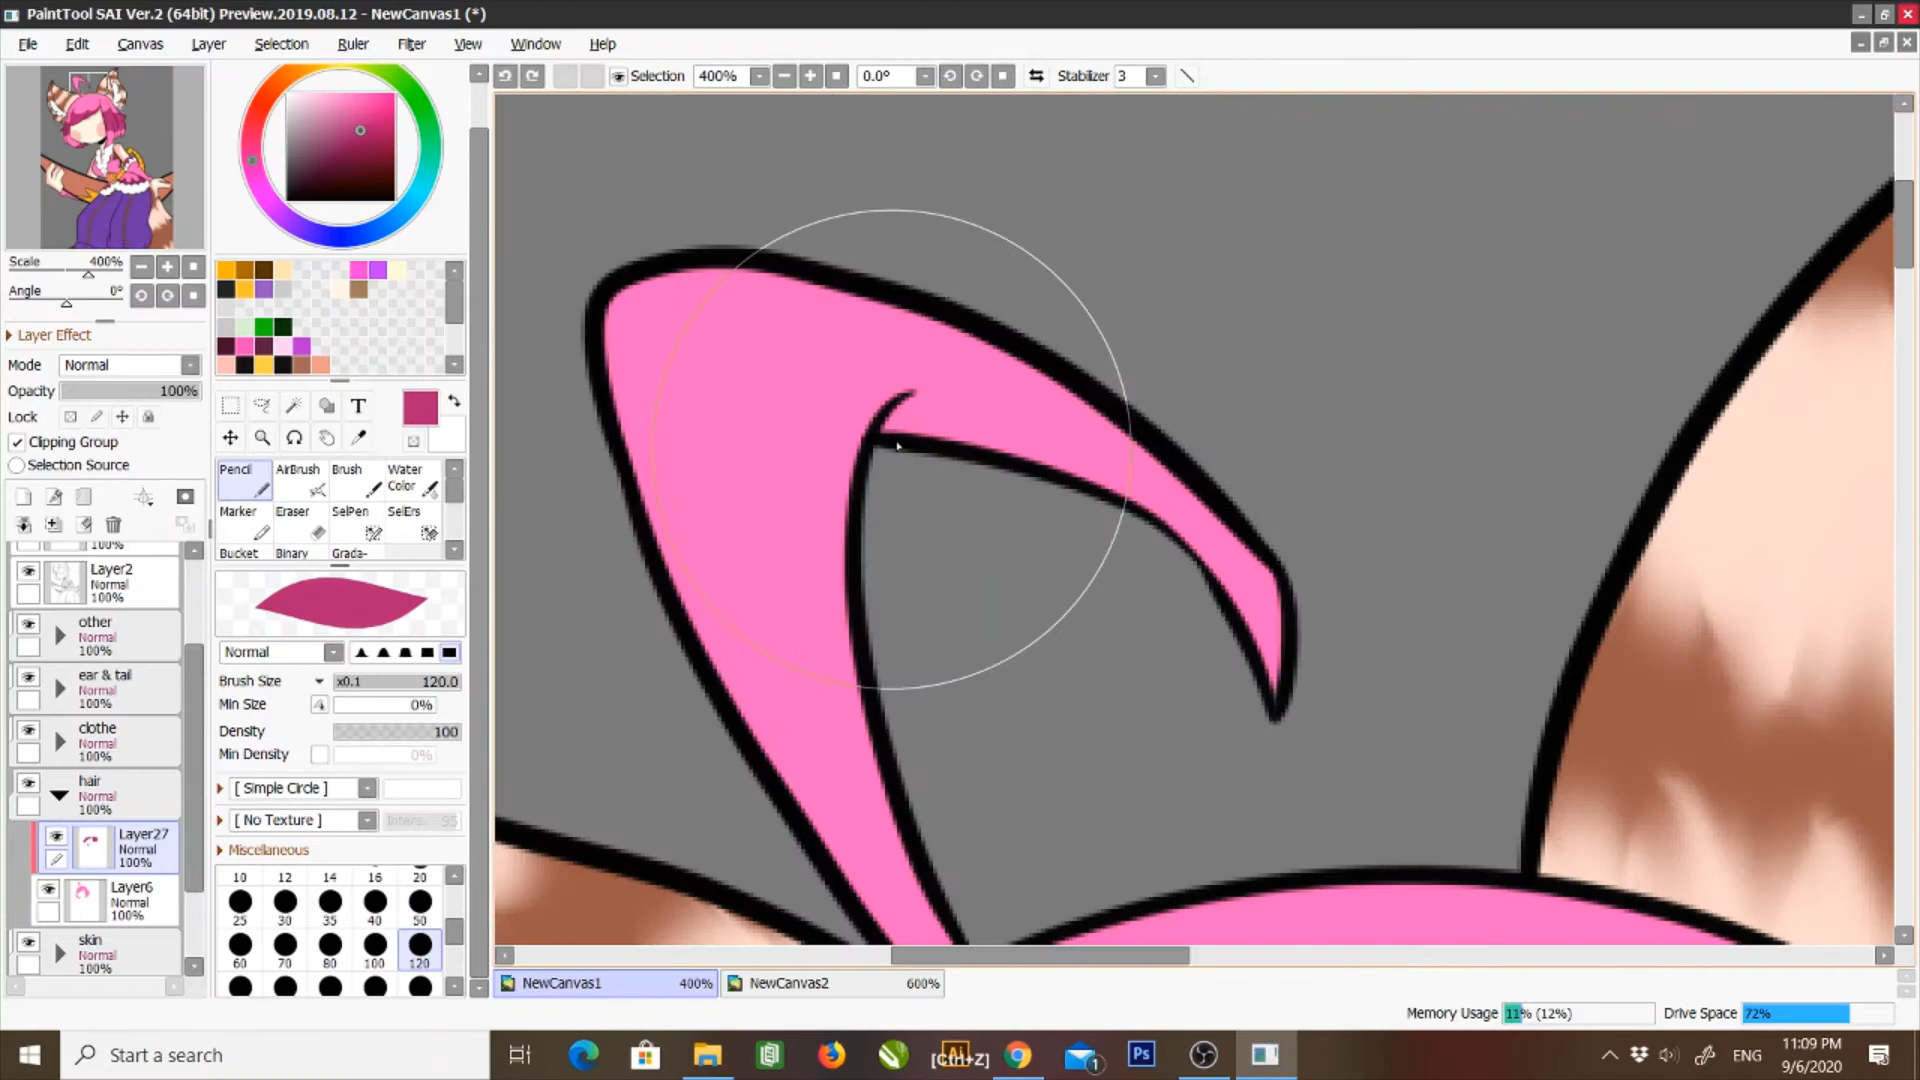 PaintTool SAI Ver.2 (64bit) Preview.2019.08.12 - NewCanvas1 (*)
File Edit Canvas Layer Selection Ruler Filter View Window Help
Selection 400% 0.0° Stabilizer 3
Scale 400%
Angle 0°
Layer Effect
Mode Normal
Opacity 100%
Lock
Clipping Group
Selection Source
100%
Layer2
Normal
100%
other
Normal
100%
ear & tail
Normal
100%
clothe
Normal
100%
hair
Normal
100%
Layer27
Normal
100%
Layer6
Normal
100%
skin
Normal
100%
T
Pencil AirBrush Brush Water Color
Marker Eraser SelPen SelErs
Bucket Binary Grada-
Normal
Brush Size x0.1 120.0
Min Size 0%
Density 100
Min Density 0%
[ Simple Circle ]
[ No Texture ] Intens. 95
Miscellaneous
10 12 14 16 20
25 30 35 40 50
60 70 80 100 120
NewCanvas1 400% NewCanvas2 600%
Memory Usage 11% (12%) Drive Space 72%
Start a search
Ai
[Ctrl+Z]
1
Ps
ENG
11:09 PM
9/6/2020